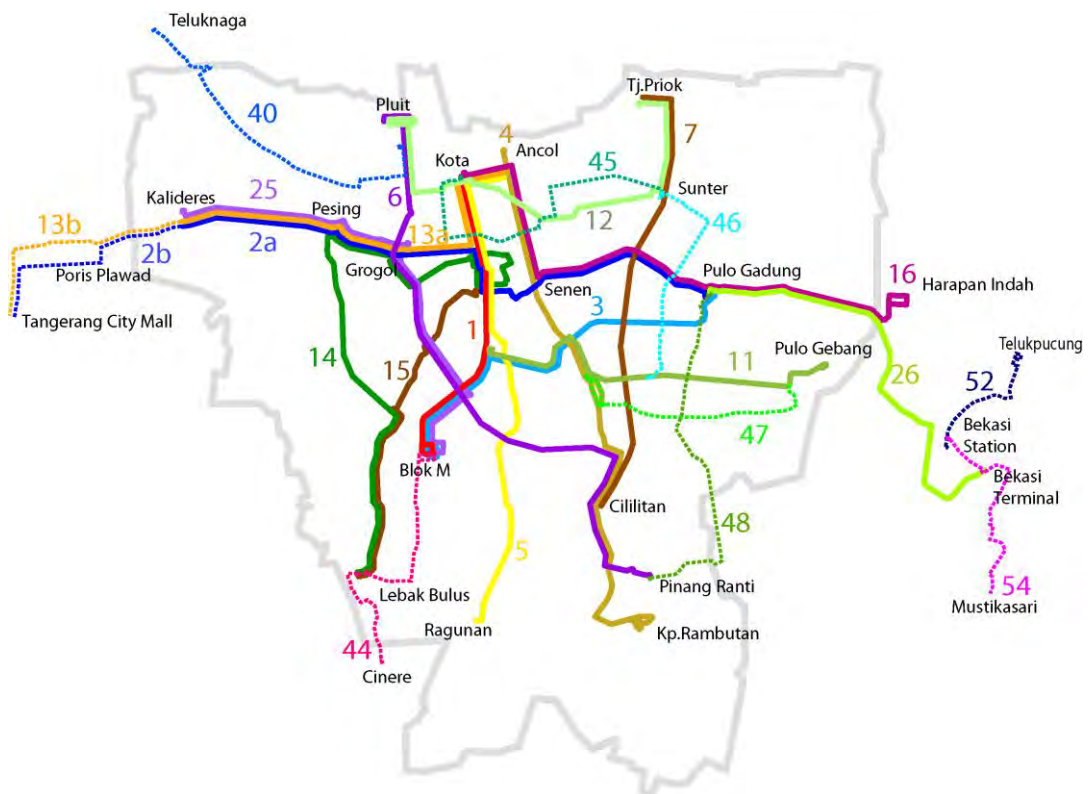 Teluknaga
40
Pluit
Tj.Priok
7
4
Ancol
45
Kota
Sunter
25
Kalideres
6
12
46
Pesing
13b
13a
2b
2a
Poris Plawad
Grogol
Senen
Pulo Gadung
16
Harapan Indah
Tangerang City Mall
3
1
Pulo Gebang
Telukpucung
14
15
11
26
52
47
Bekasi
Station
Blok M
Bekasi
Terminal
Cililitan
48
5
Lebak Bulus
Pinang Ranti
54
Mustikasari
Ragunan
Kp.Rambutan
44
Cinere